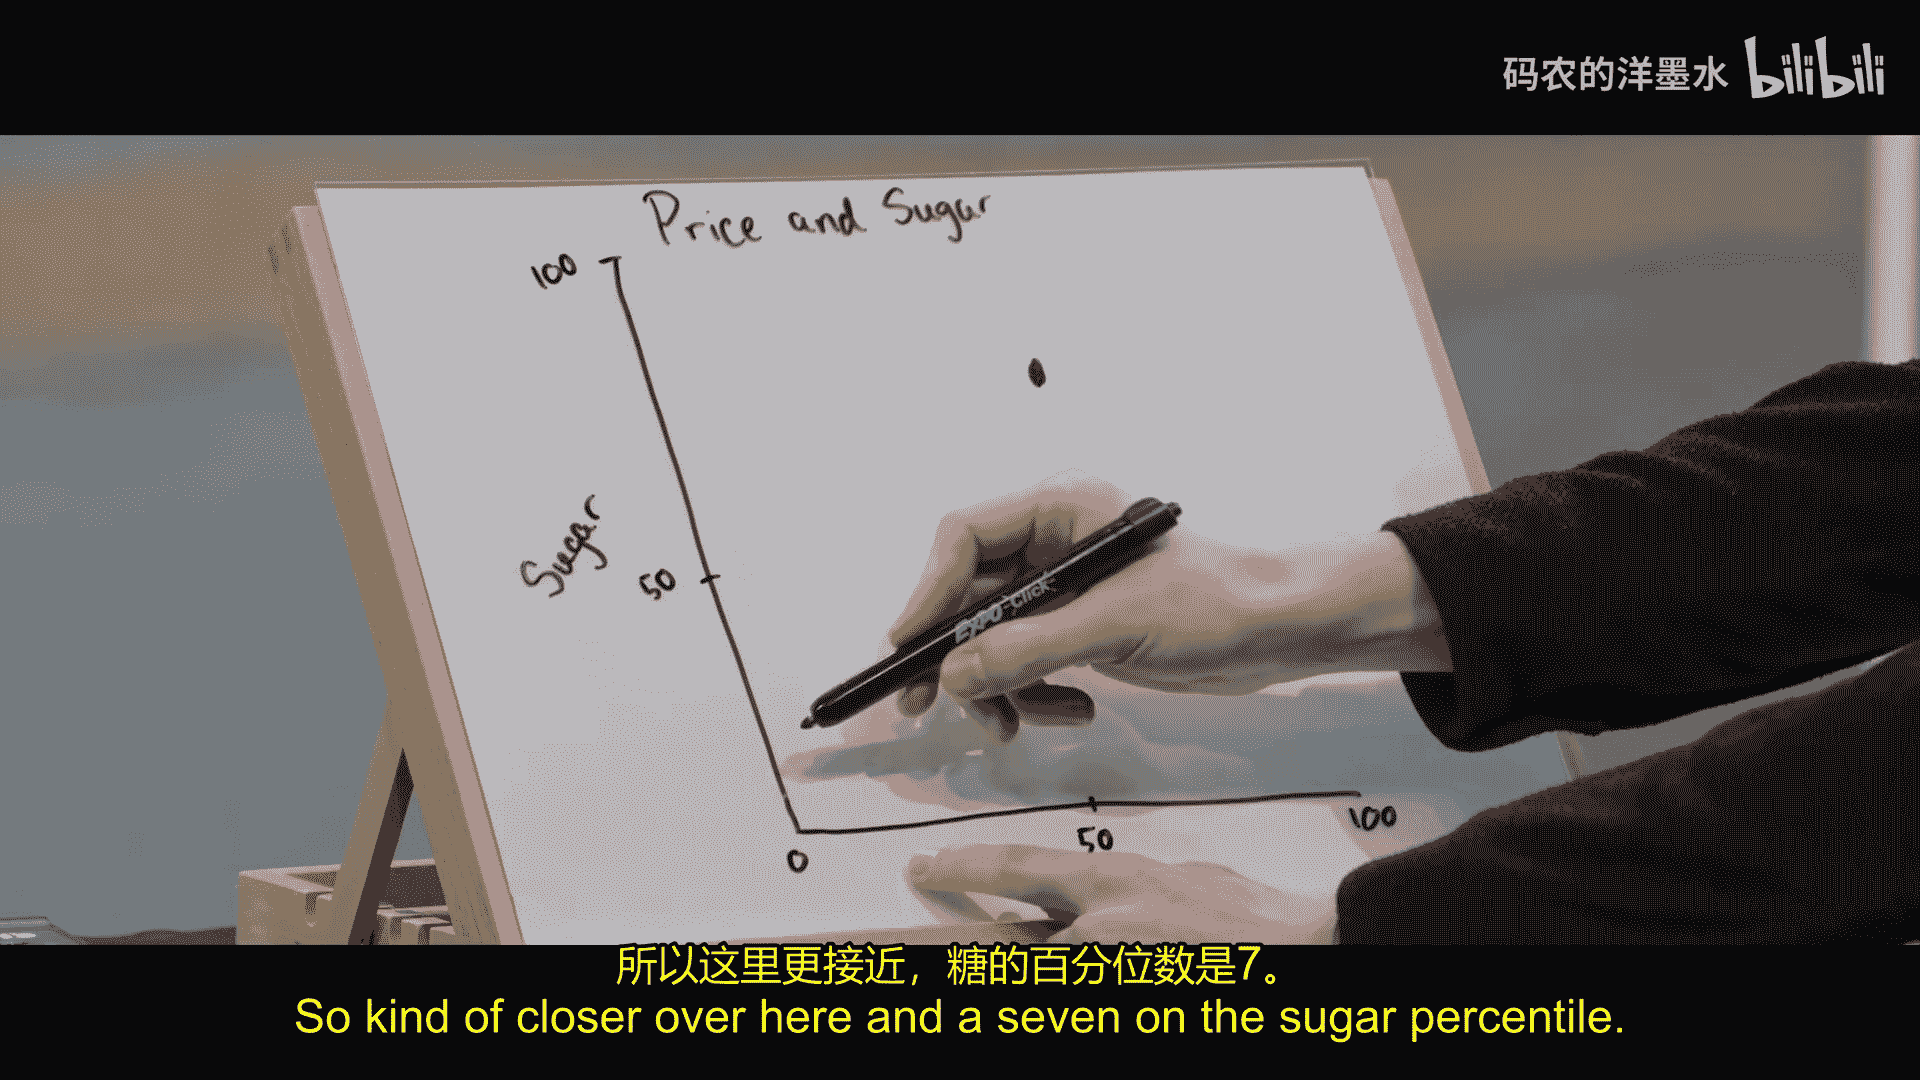 码农的洋墨水 bilibili
Price and Sugar
100
Sugar
50
EXPO Click
0
50
100
所以这里更接近，糖的百分位数是7。
So kind of closer over here and a seven on the sugar percentile.